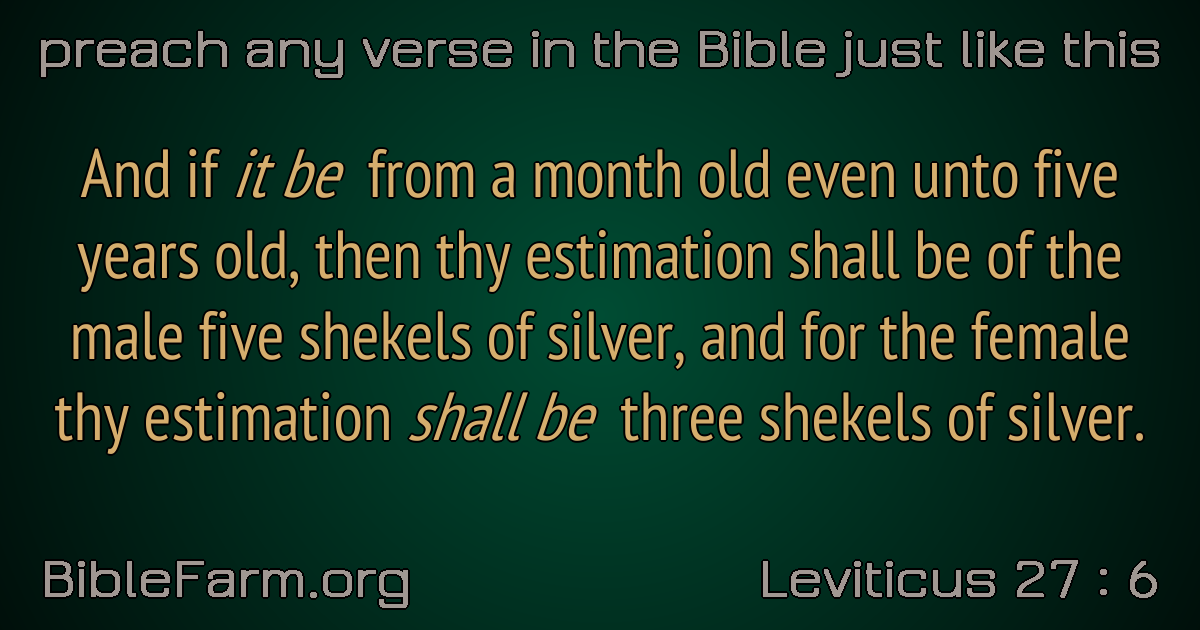 preach any verse in the Bible just like this
And if it be from a month old even unto five
years old, then thy estimation shall be of the
male five shekels of silver, and for the female
thy estimation shall be three shekels of silver.
BibleFarm.org
Leviticus 27 : 6